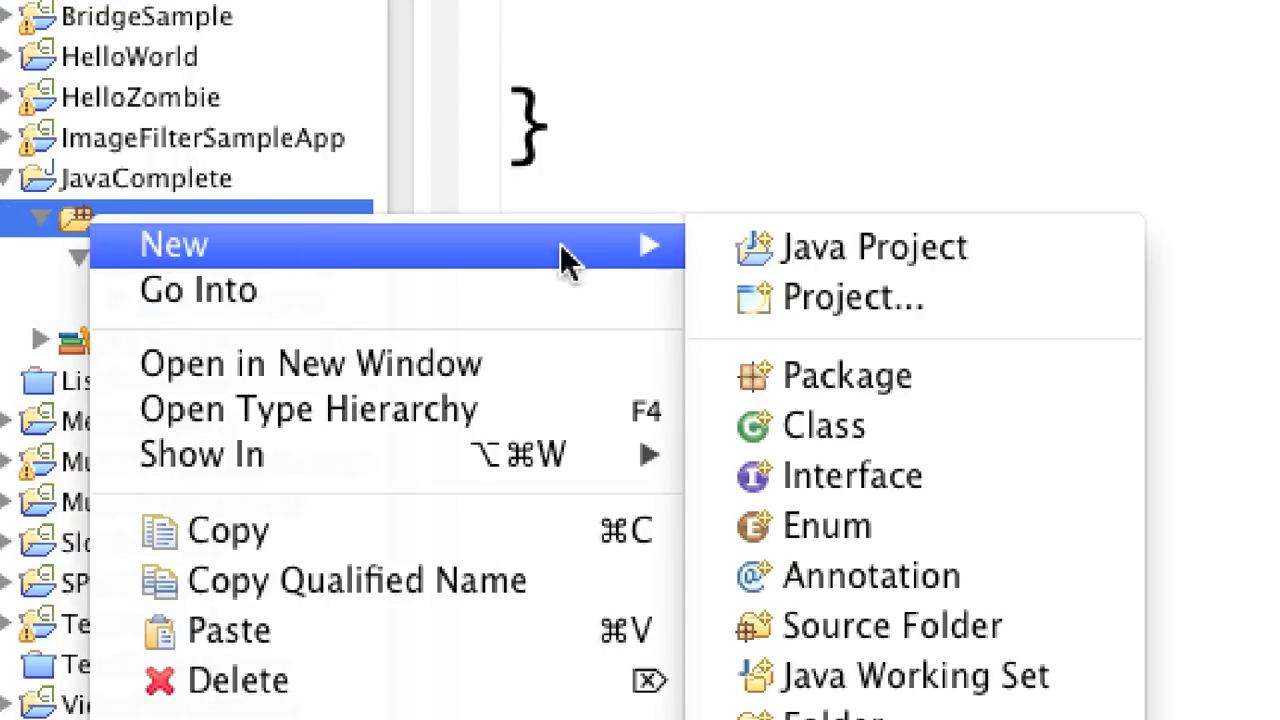 BridgeSample
HelloWorld
HelloZombie
ImageFilterSampleApp
JavaComplete
}
New
Go Into
Open in New Window
Open Type Hierarchy F4
Show In ⌥⌘W
Copy ⌘C
Copy Qualified Name
Paste ⌘V
Delete ⌦
Java Project
Project...
Package
Class
Interface
Enum
Annotation
Source Folder
Java Working Set
Folder